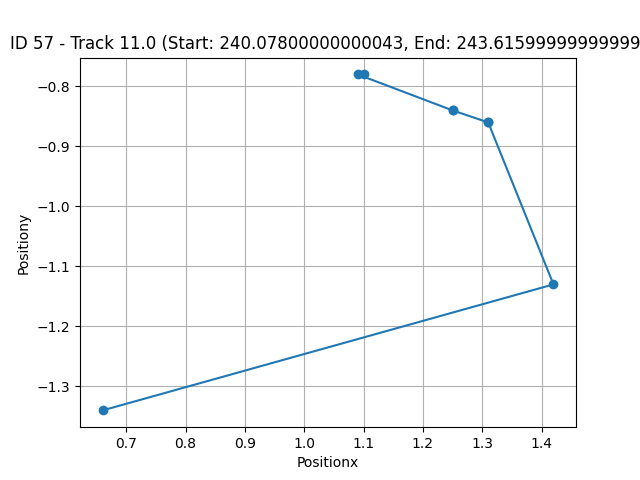 ID 57 - Track 11.0 (Start: 240.07800000000043, End: 243.61599999999999
−0.8
−0.9
−1.0
−1.1
−1.2
−1.3
Positiony
0.7 0.8 0.9 1.0 1.1 1.2 1.3 1.4
Positionx